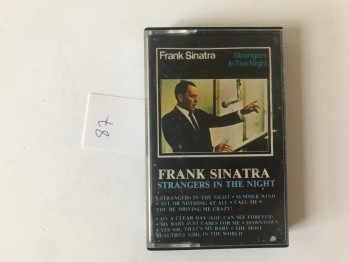 Frank Sinatra
Strangers
In The Night
FRANK SINATRA
STRANGERS IN THE NIGHT
STRANGERS IN THE NIGHT • SUMMER WIND
• ALL OR NOTHING AT ALL • CALL ME •
YOU'RE DRIVING ME CRAZY!
ON A CLEAR DAY (YOU CAN SEE FOREVER)
• MY BABY JUST CARES FOR ME • DOWNTOWN
• YES SIR, THAT'S MY BABY • THE MOST
BEAUTIFUL GIRL IN THE WORLD
87